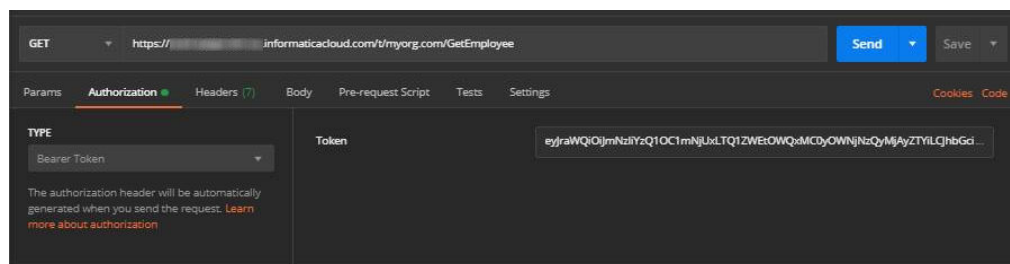 GET https:// .informaticacloud.com/t/myorg.com/GetEmployee Send Save
Params Authorization Headers (7) Body Pre-request Script Tests Settings Cookies Code
TYPE
Bearer Token
The authorization header will be automatically
generated when you send the request. Learn
more about authorization
Token eyJraWQiOiJmNzliYzQ1OC1mNjUxLTQ1ZWEtOWQxMC0yOWNjNzQyMjAyZTYiLCJhbGci...